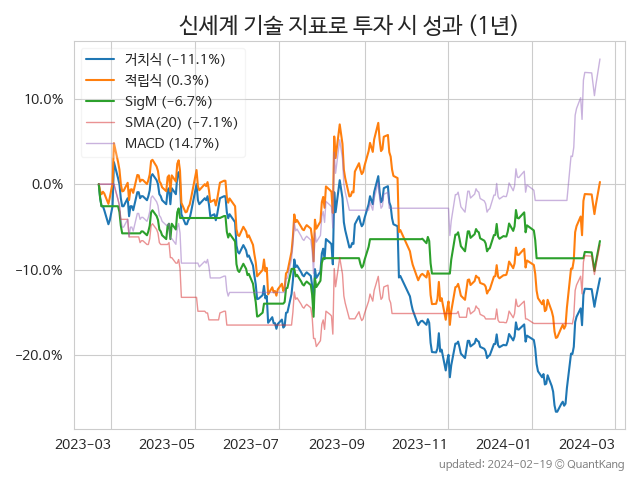 신세계 기술 지표로 투자 시 성과 (1년)
거치식 (-11.1%)
적립식 (0.3%)
SigM (-6.7%)
SMA(20) (-7.1%)
MACD (14.7%)
10.0%
0.0%
-10.0%
-20.0%
2023-03 2023-05 2023-07 2023-09 2023-11 2024-01 2024-03
updated: 2024-02-19 © QuantKang